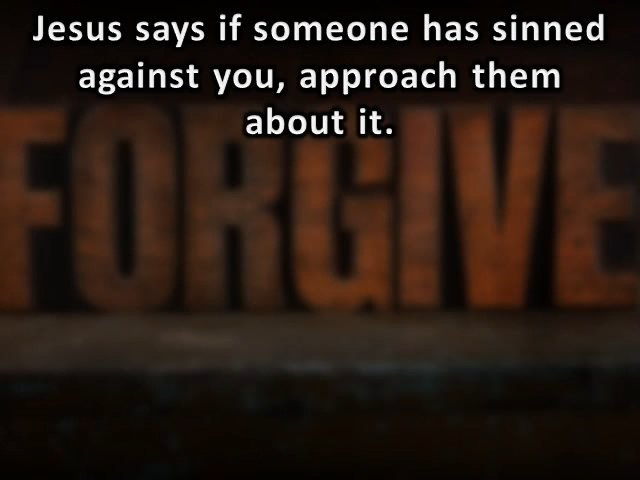 Jesus says if someone has sinned
against you, approach them
about it.
FORGIVE